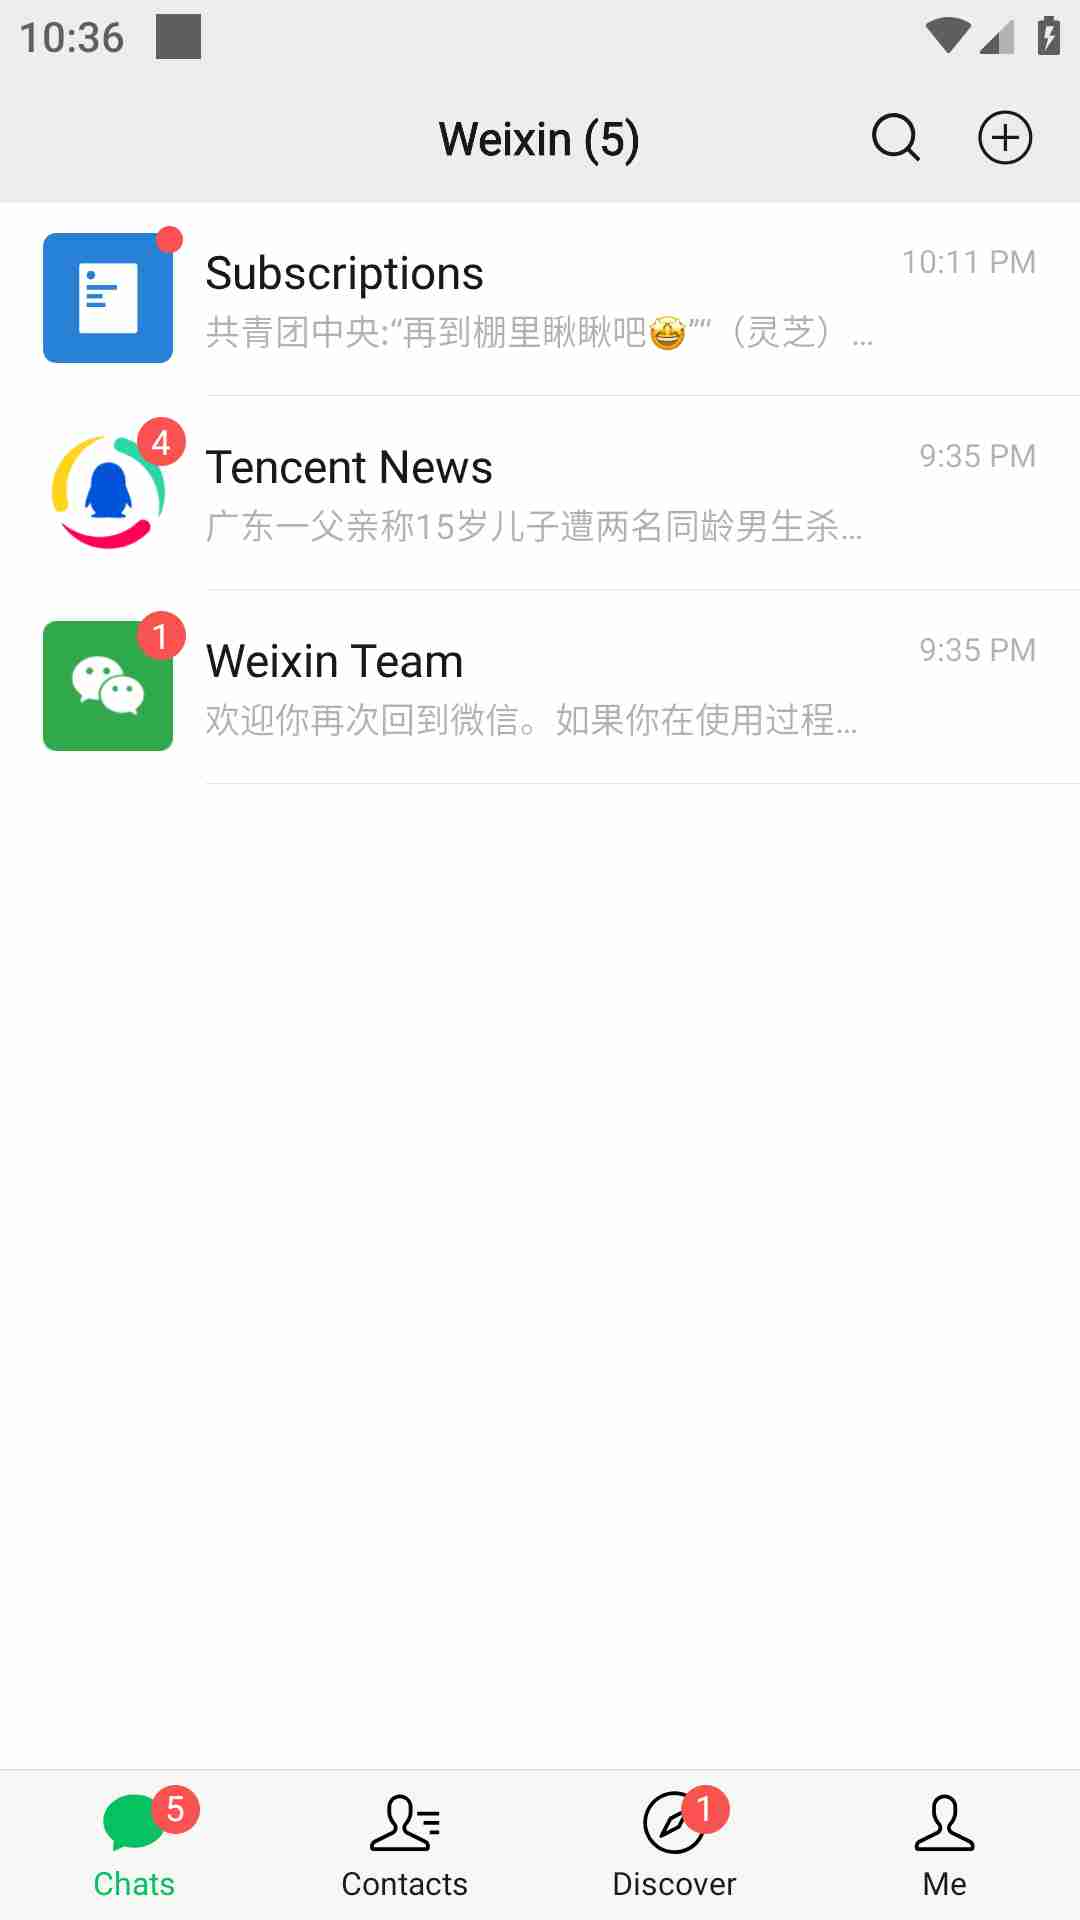 10:36
Weixin (5)
Subscriptions
10:11 PM
共青团中央:“再到棚里瞅瞅吧🤩”“（灵芝）...
4
Tencent News
9:35 PM
广东一父亲称15岁儿子遭两名同龄男生杀...
1
Weixin Team
9:35 PM
欢迎你再次回到微信。如果你在使用过程...
5
1
Chats
Contacts
Discover
Me